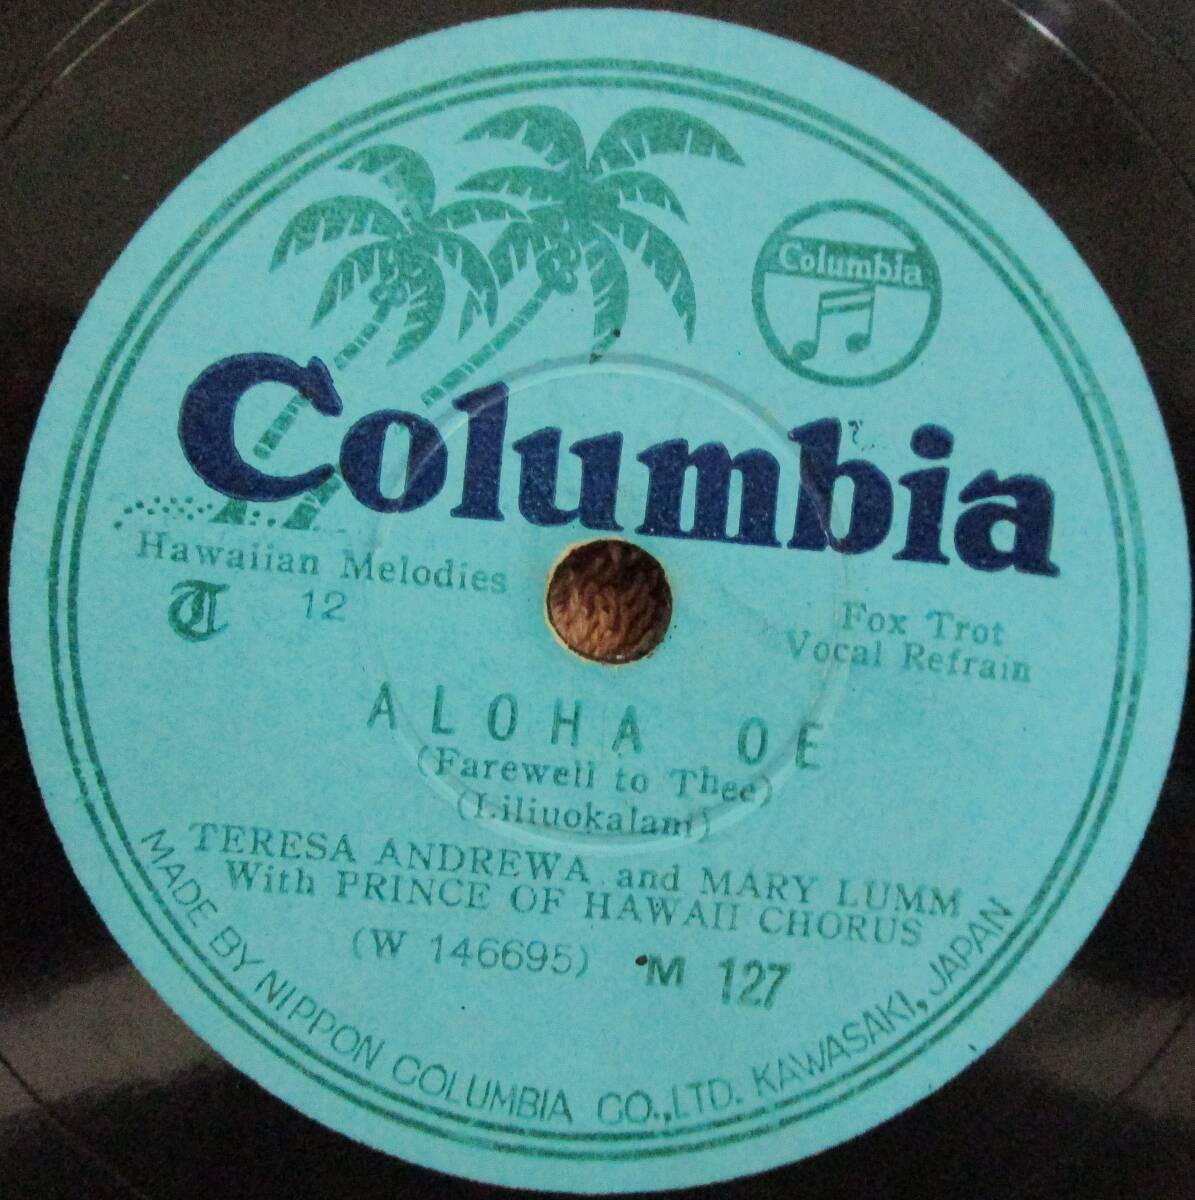 Columbia
Columbia
Hawaiian Melodies
T 12
Fox Trot
Vocal Refrain
ALOHA OE
(Farewell to Thee)
(Liliuokalani)
TERESA ANDREWA and MARY LUMM
With PRINCE OF HAWAII CHORUS
(W 146695) M 127
MADE BY NIPPON COLUMBIA CO., LTD. KAWASAKI, JAPAN